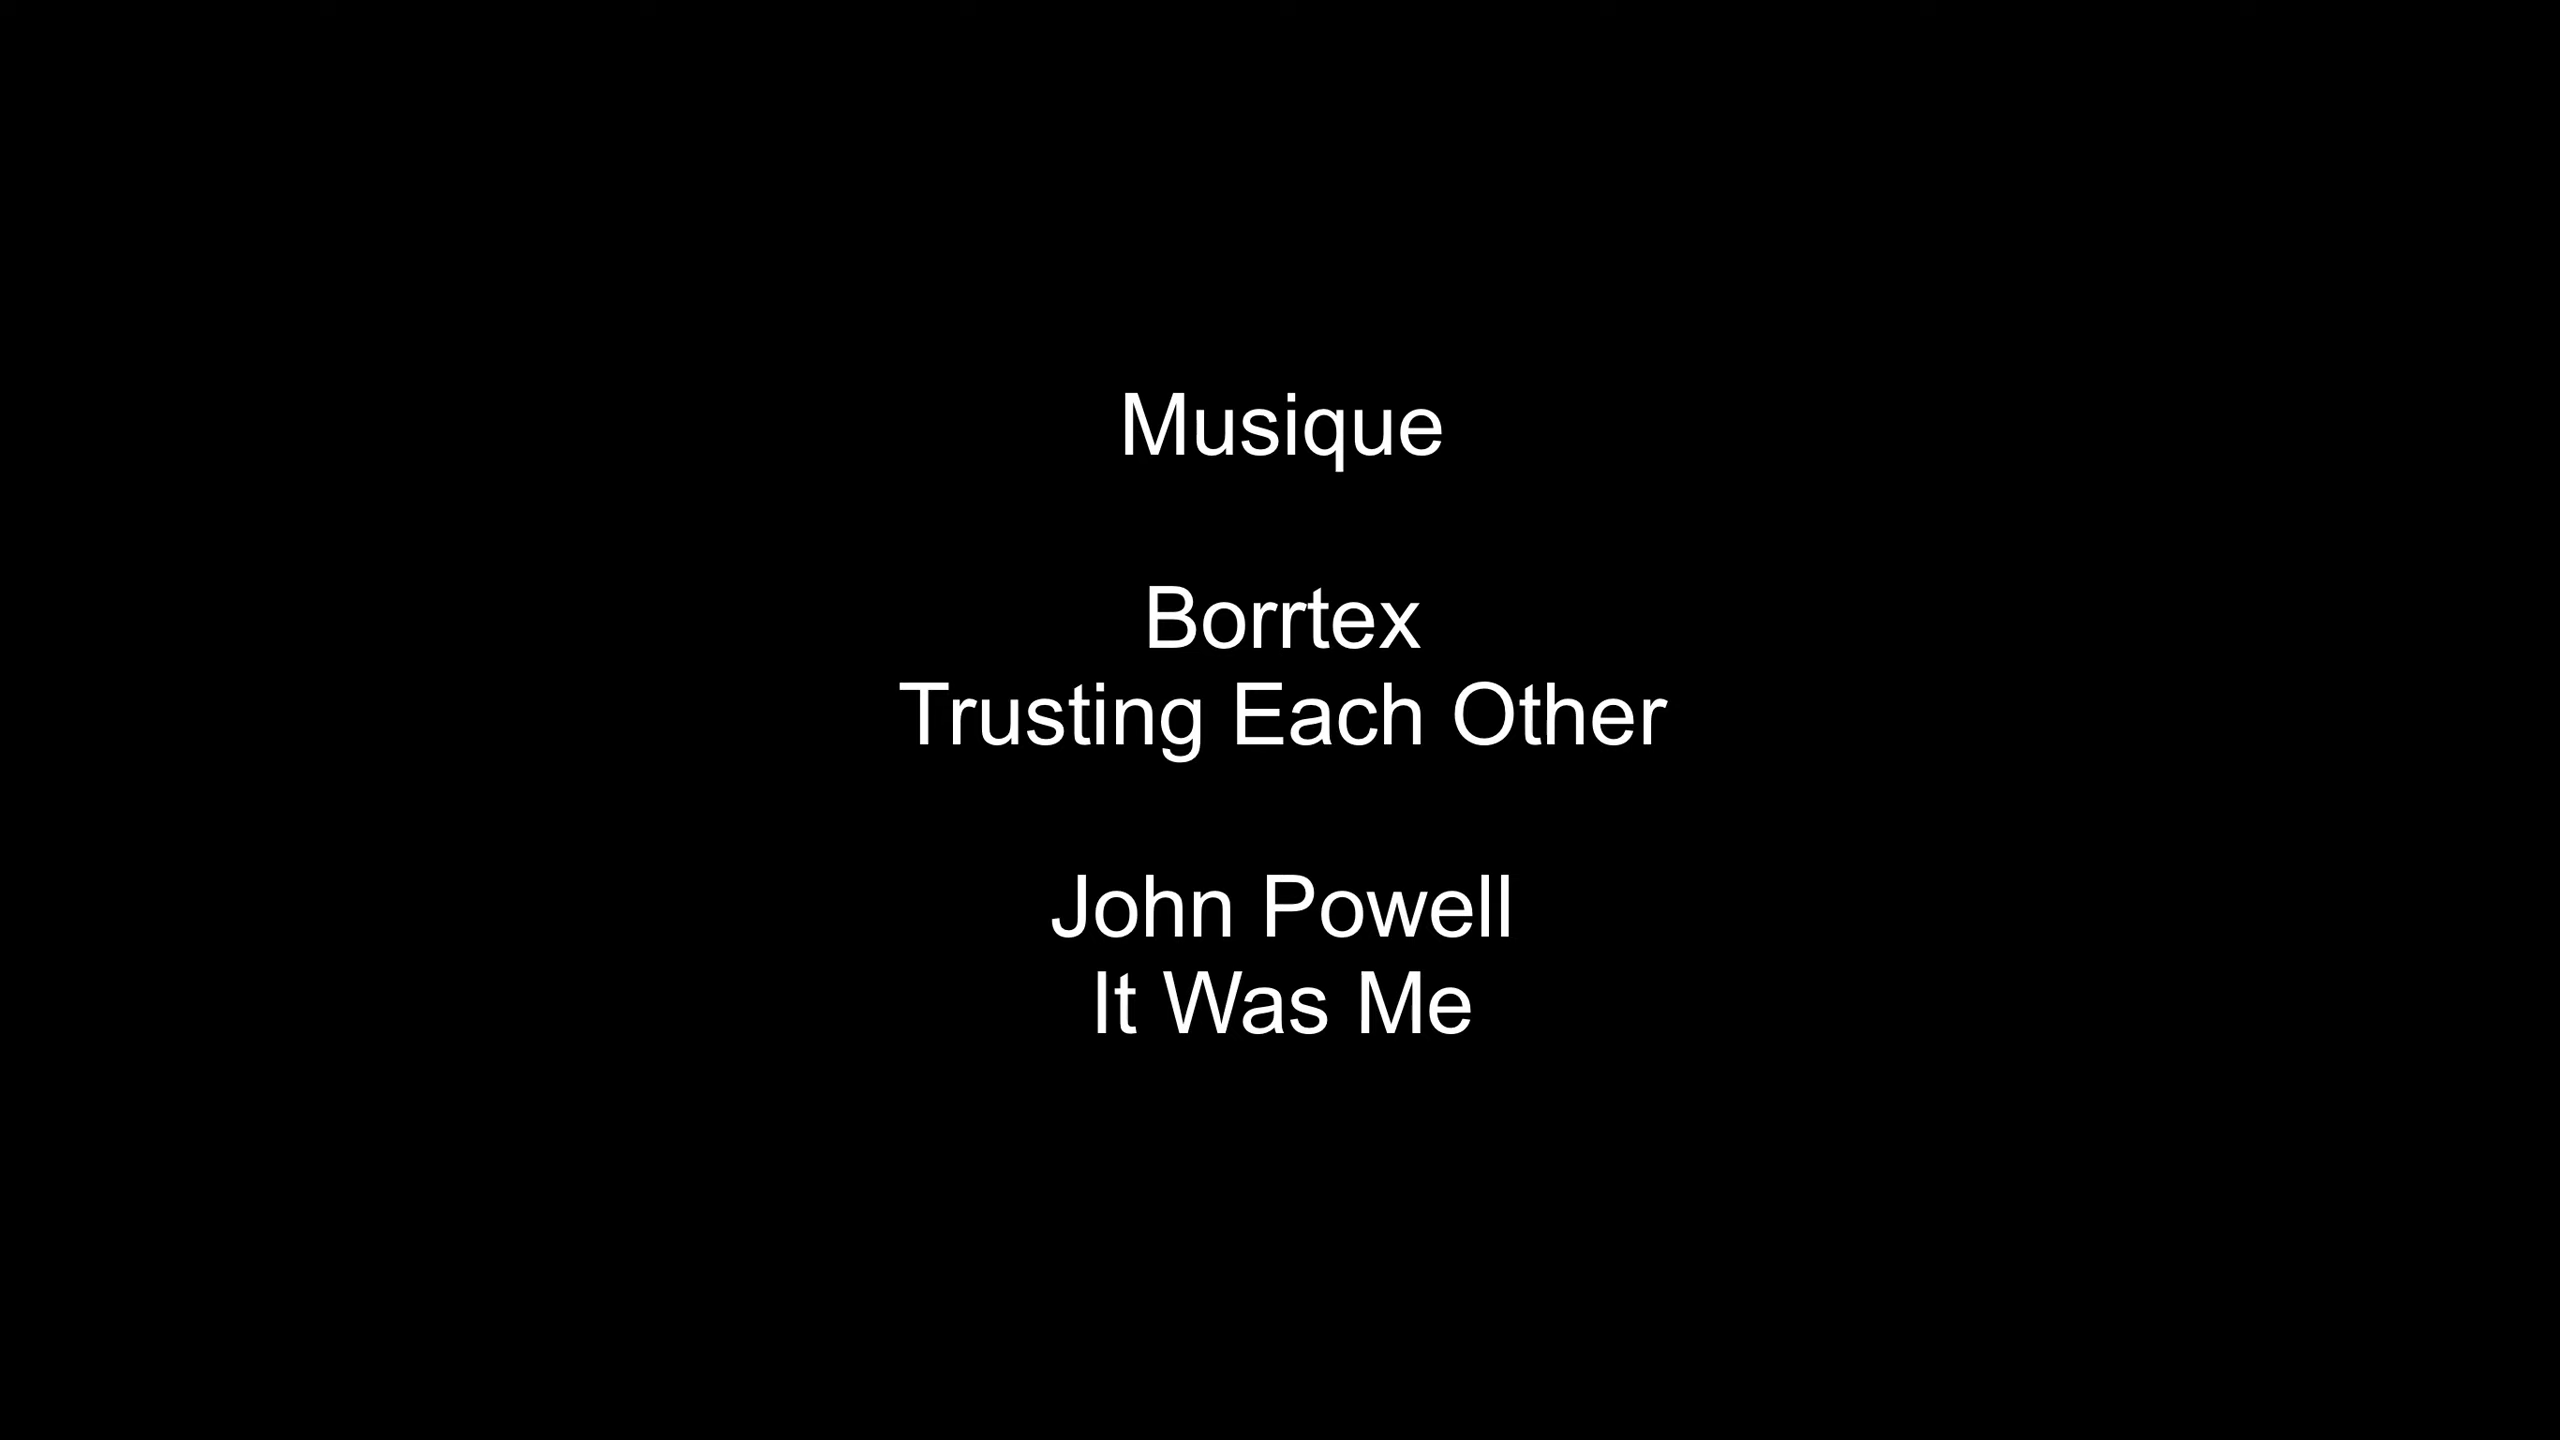 Musique
Borrtex
Trusting Each Other
John Powell
It Was Me